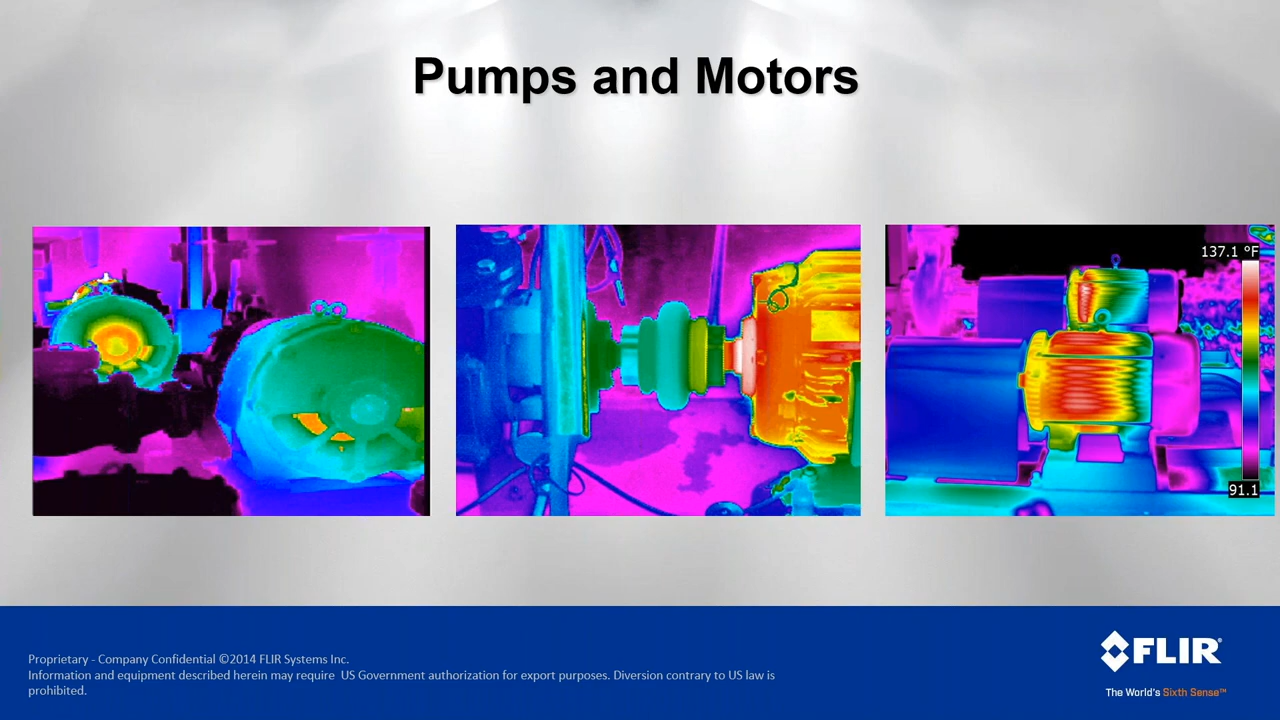 Pumps and Motors
137.1 °F
91.1
Proprietary - Company Confidential ©2014 FLIR Systems Inc.
Information and equipment described herein may require  US Government authorization for export purposes. Diversion contrary to US law is
prohibited.
FLIR®
The World's Sixth Sense™